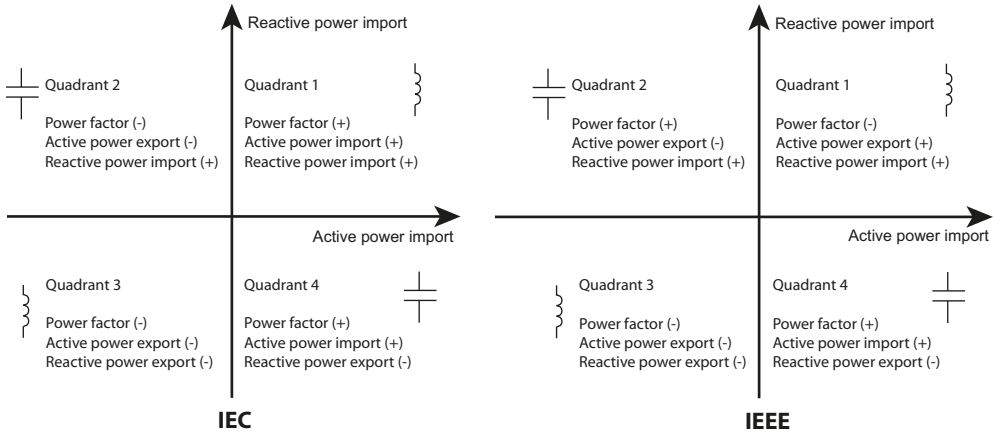 Reactive power import
Quadrant 2
Power factor (-)
Active power export (-)
Reactive power import (+)
Quadrant 1
Power factor (+)
Active power import (+)
Reactive power import (+)
Active power import
Quadrant 3
Power factor (-)
Active power export (-)
Reactive power export (-)
Quadrant 4
Power factor (+)
Active power import (+)
Reactive power export (-)
IEC
Reactive power import
Quadrant 2
Power factor (+)
Active power export (-)
Reactive power import (+)
Quadrant 1
Power factor (-)
Active power export (+)
Reactive power import (+)
Active power import
Quadrant 3
Power factor (-)
Active power export (-)
Reactive power export (-)
Quadrant 4
Power factor (+)
Active power import (+)
Reactive power export (-)
IEEE